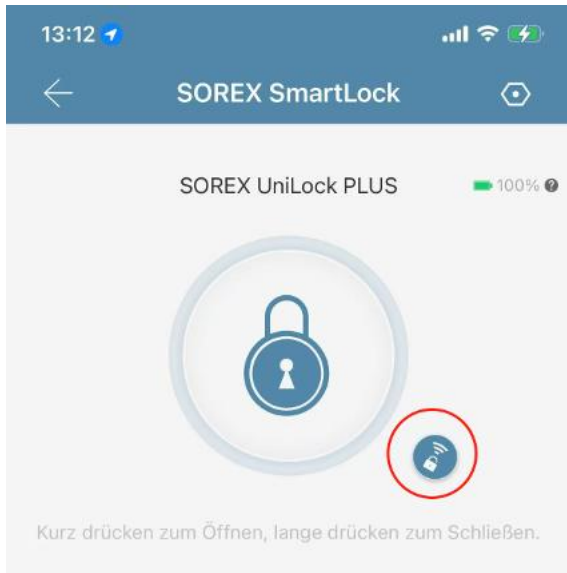 13:12
SOREX SmartLock
SOREX UniLock PLUS
100% ?
Kurz drücken zum Öffnen, lange drücken zum Schließen.